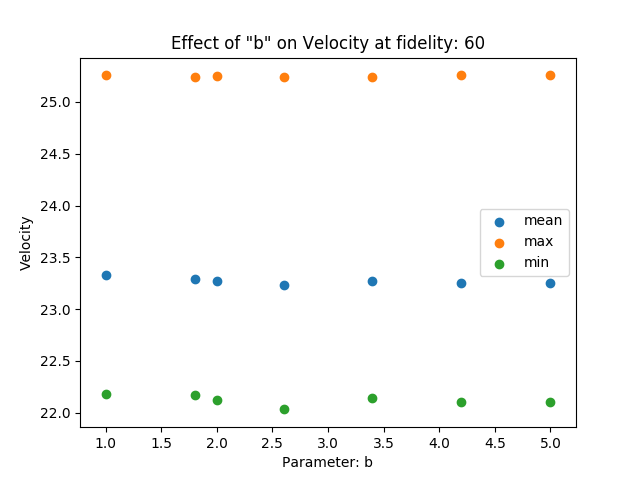 Effect of "b" on Velocity at fidelity: 60
Velocity
25.0
24.5
24.0
23.5
23.0
22.5
22.0
mean
max
min
1.0 1.5 2.0 2.5 3.0 3.5 4.0 4.5 5.0
Parameter: b